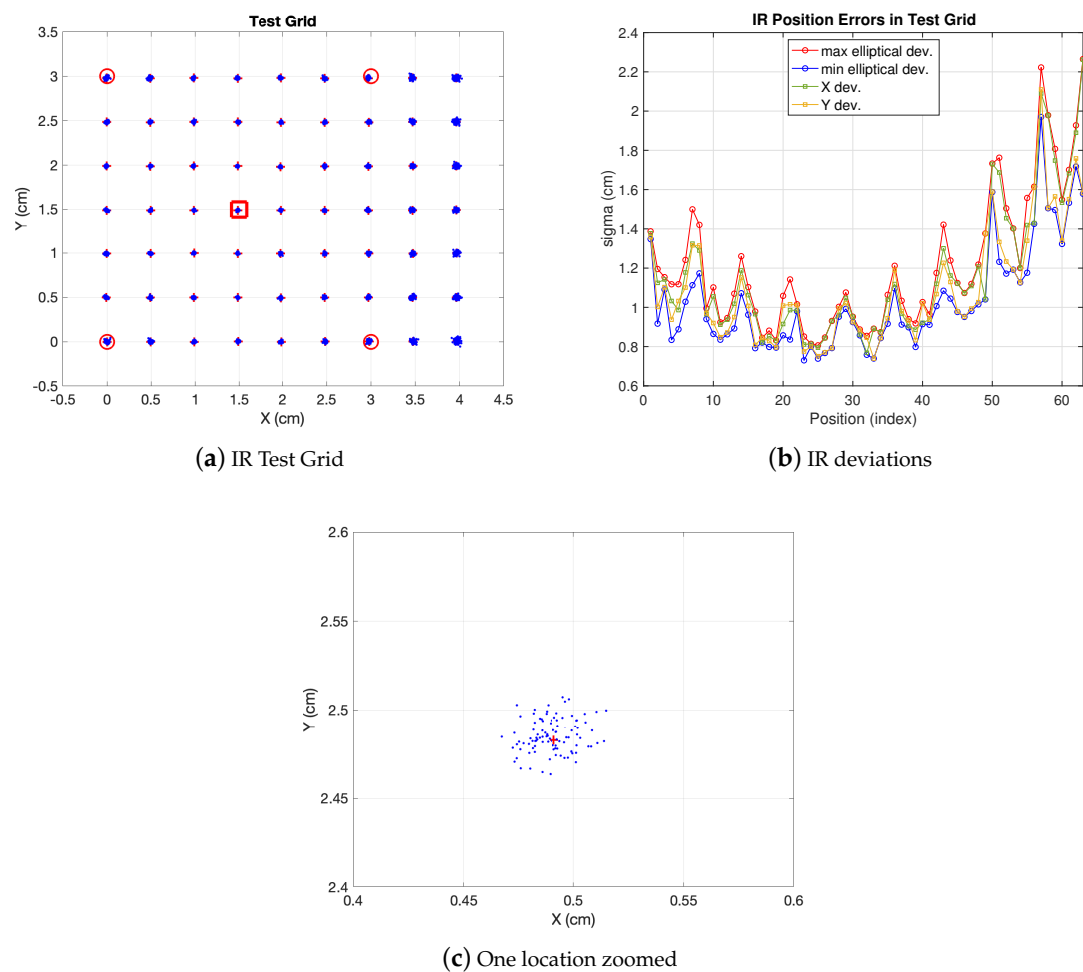 Test Grid
3.5
3
2.5
2
1.5
1
0.5
0
-0.5
Y (cm)
-0.5 0 0.5 1 1.5 2 2.5 3 3.5 4 4.5
X (cm)
(a) IR Test Grid
IR Position Errors in Test Grid
2.4
2.2
2
1.8
1.6
1.4
1.2
1
0.8
0.6
sigma (cm)
max elliptical dev.
min elliptical dev.
X dev.
Y dev.
0 10 20 30 40 50 60
Position (index)
(b) IR deviations
2.6
2.55
2.5
2.45
2.4
Y (cm)
0.4 0.45 0.5 0.55 0.6
X (cm)
(c) One location zoomed